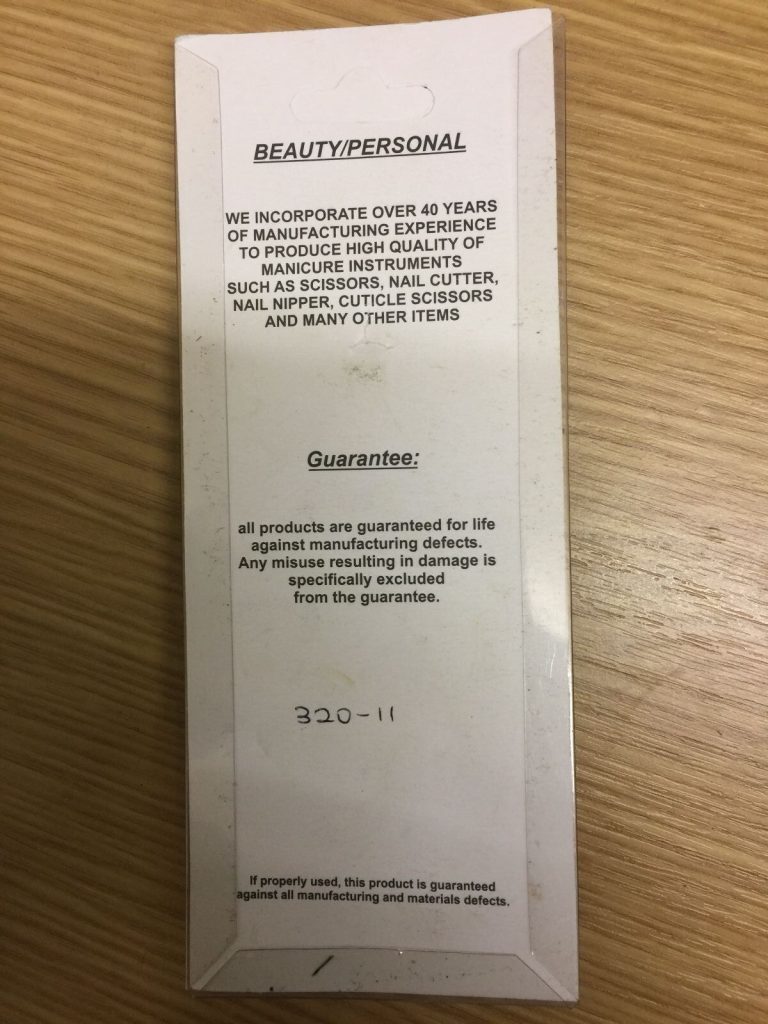 BEAUTY/PERSONAL
WE INCORPORATE OVER 40 YEARS
OF MANUFACTURING EXPERIENCE
TO PRODUCE HIGH QUALITY OF
MANICURE INSTRUMENTS
SUCH AS SCISSORS, NAIL CUTTER,
NAIL NIPPER, CUTICLE SCISSORS
AND MANY OTHER ITEMS
Guarantee:
all products are guaranteed for life
against manufacturing defects.
Any misuse resulting in damage is
specifically excluded
from the guarantee.
320-11
If properly used, this product is guaranteed
against all manufacturing and materials defects.